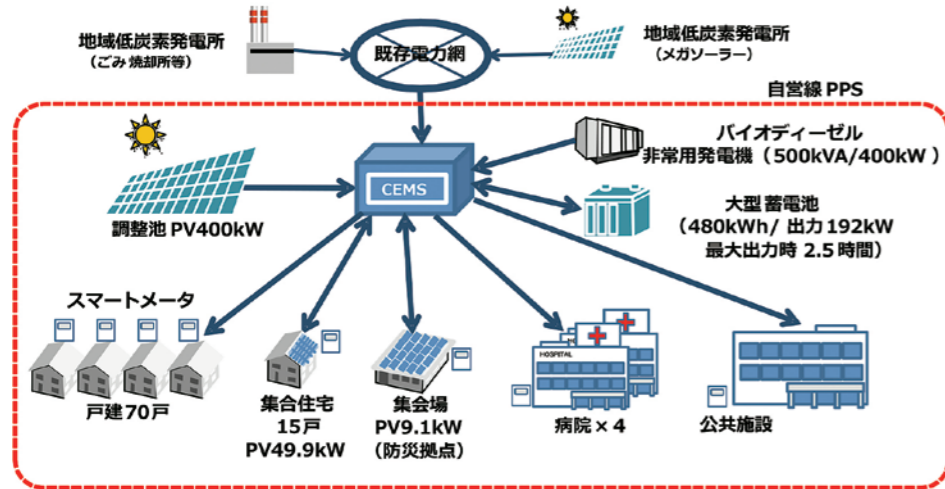 地域低炭素発電所
（ごみ焼却所等）
既存電力網
地域低炭素発電所
（メガソーラー）
自営線 PPS
バイオディーゼル
非常用発電機（500kVA/400kW ）
CEMS
大型 蓄電池
（480kWh/ 出力 192kW
最大出力時 2.5 時間）
調整池 PV400kW
スマートメータ
戸建 70戸
集合住宅
15戸
PV49.9kW
集会場
PV9.1kW
（防災拠点）
HOSPITAL
病院 × 4
公共施設